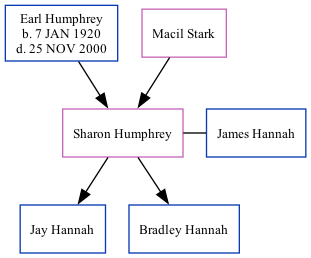 Earl Humphrey
b. 7 JAN 1920
d. 25 NOV 2000
Macil Stark
Sharon Humphrey
James Hannah
Jay Hannah
Bradley Hannah